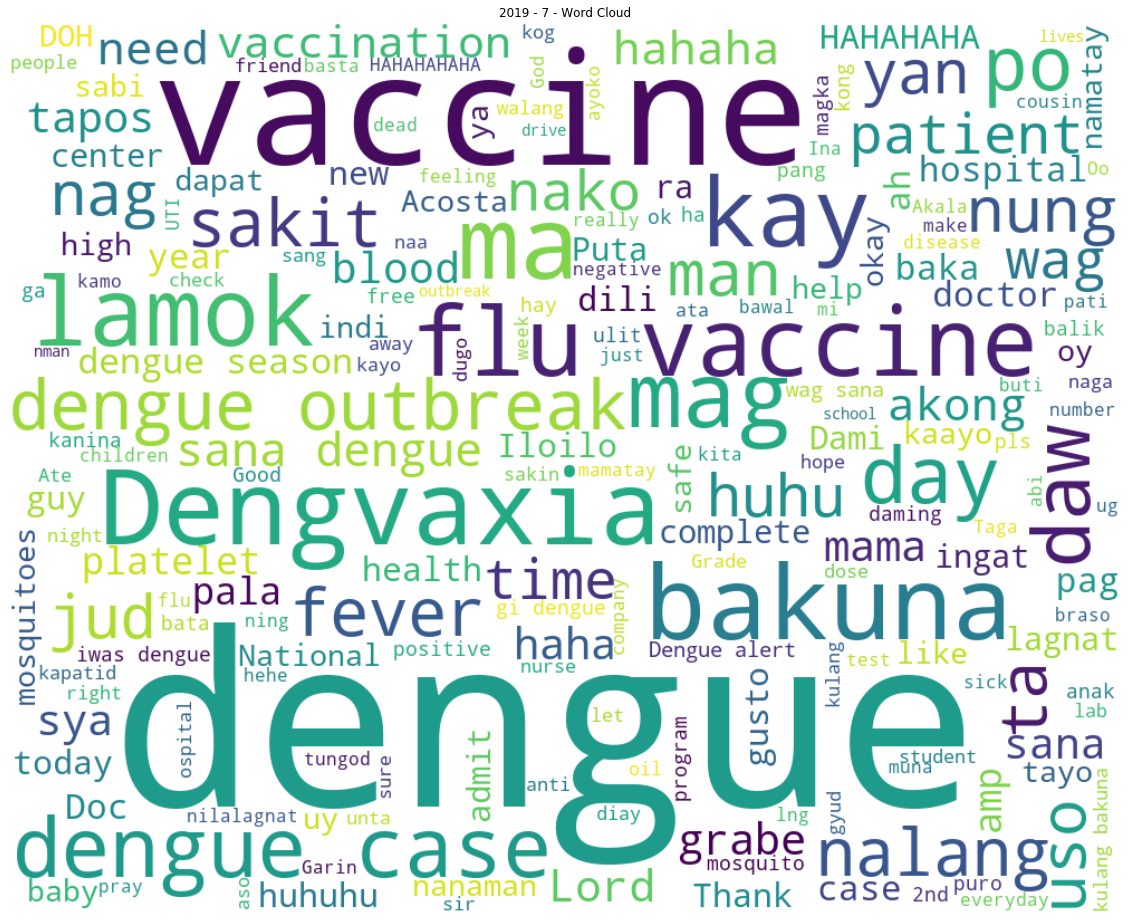 2019 - 7 - Word Cloud
DOH
need
vaccination
kog
hahaha
HAHAHAHA
lives
people
friend
basta
HAHAHAHAHA
God
ayoko
yan
po
sabi
vaccine
magka
kong
cousin
namatay
tapos
dead
ya
walang
drive
patient
center
Ina
dapat
new
feeling
nako
ra
pang
hospital
Oo
nag
UTI
sakit
Acosta
really
ok
ha
kay
ah
Akala
nung
high
year
sang
naa
ma
Puta
okay
make
disease
wag
kamo
check
blood
negative
man
help
baka
ga
lamok
free
outbreak
hay
dili
ata
bawal
mi
doctor
pati
indi
away
flu vaccine
ulit
balik
nman
dengue season
kayo
dugo
week
just
oy
dengue outbreak
mag
wag sana
buti
naga
school
akong
number
kanina
children
sana dengue
Iloilo
Dami
kaayo
pls
daw
Ate
Good
sakin
mamatay
safe
kita
hope
day
abi
guy
Dengvaxia
huhu
daming
Taga
ug
night
complete
mosquitoes
platelet
health
time
Grade
mama
dose
ingat
pag
jud
flu
pala
fever
gi dengue
company
bakuna
braso
bata
ning
lagnat
iwas dengue
National
positive
haha
Dengue alert
test
like
kapatid
hehe
nurse
kulang
sick
anak
right
ta
lab
sya
ospital
dengue
let
gusto
sana
today
tungod
sure
admit
oil
program
student
muna
tayo
Doc
anti
amp
kulang bakuna
nilalagnat
uy
unta
diay
lng
gyud
uso
dengue case
Garin
grabe
mosquito
nalang
baby
pray
aso
huhuhu
nanaman
sir
Lord
Thank
case
2nd
puro
everyday